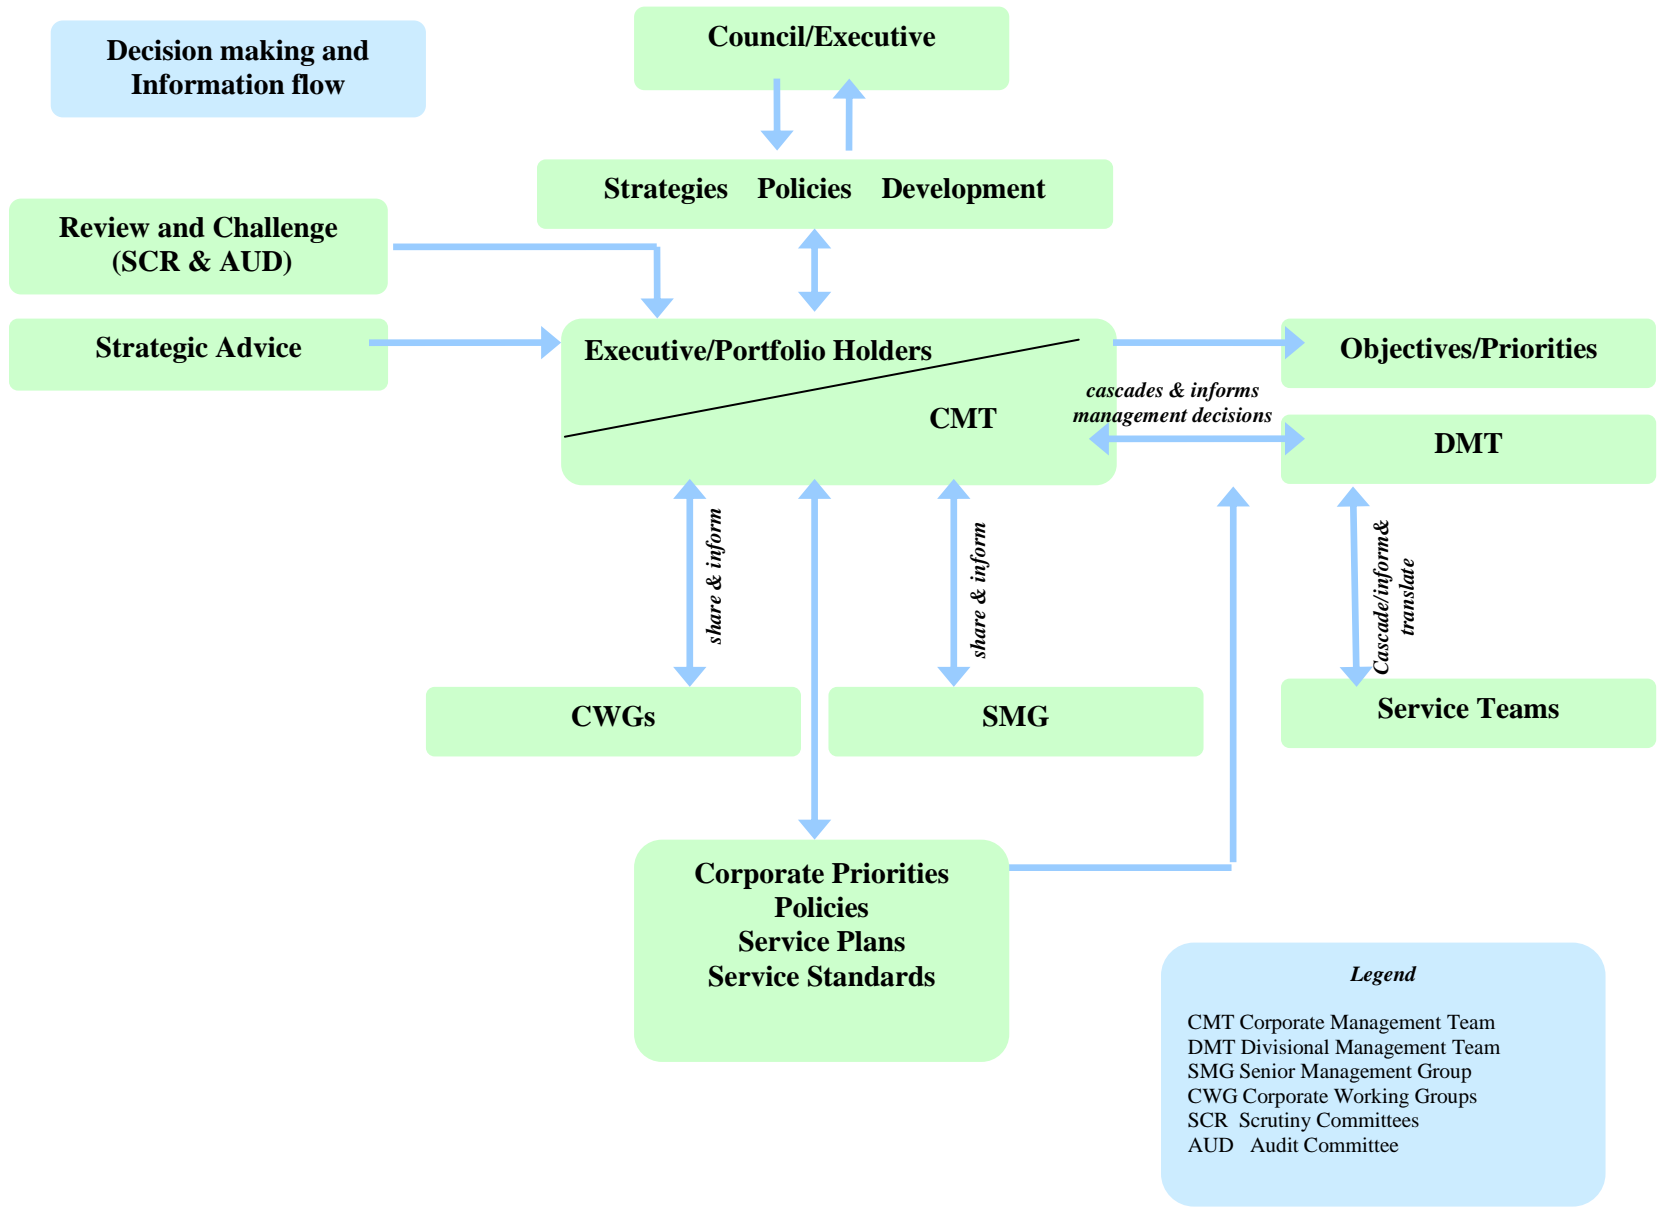 Decision making and
Information flow
Council/Executive
Strategies Policies Development
Review and Challenge
(SCR & AUD)
Strategic Advice
Executive/Portfolio Holders
CMT
Objectives/Priorities
cascades & informs
management decisions
DMT
share & inform
share & inform
Cascade/inform&
translate
CWGs
SMG
Service Teams
Corporate Priorities
Policies
Service Plans
Service Standards
Legend
CMT Corporate Management Team
DMT Divisional Management Team
SMG Senior Management Group
CWG Corporate Working Groups
SCR Scrutiny Committees
AUD Audit Committee